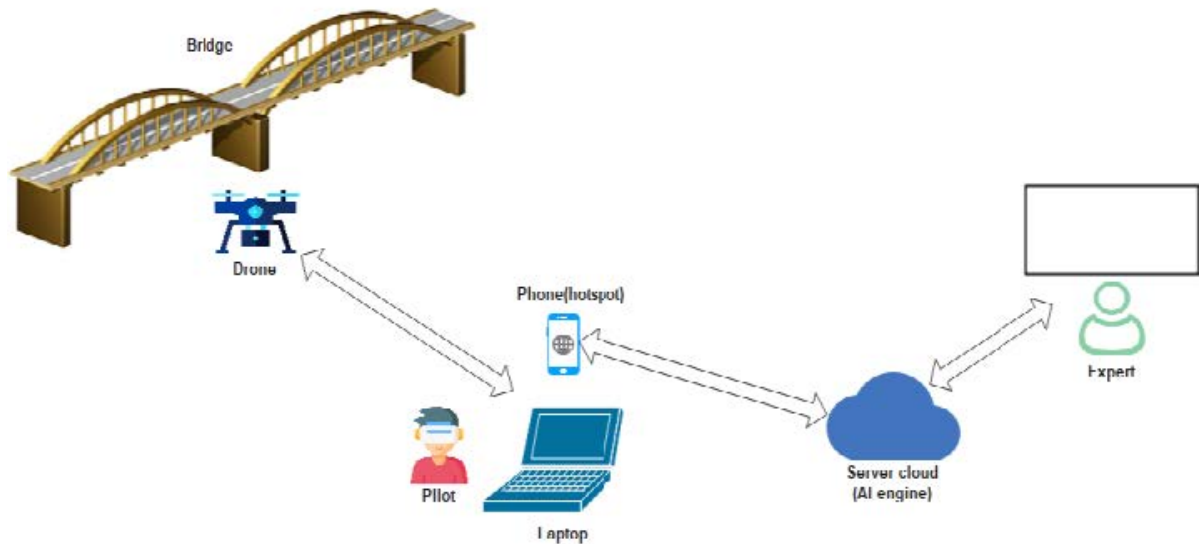 Bridge
Drone
Phone(hotspot)
Expert
Pilot
Server cloud
(AI engine)
Laptop